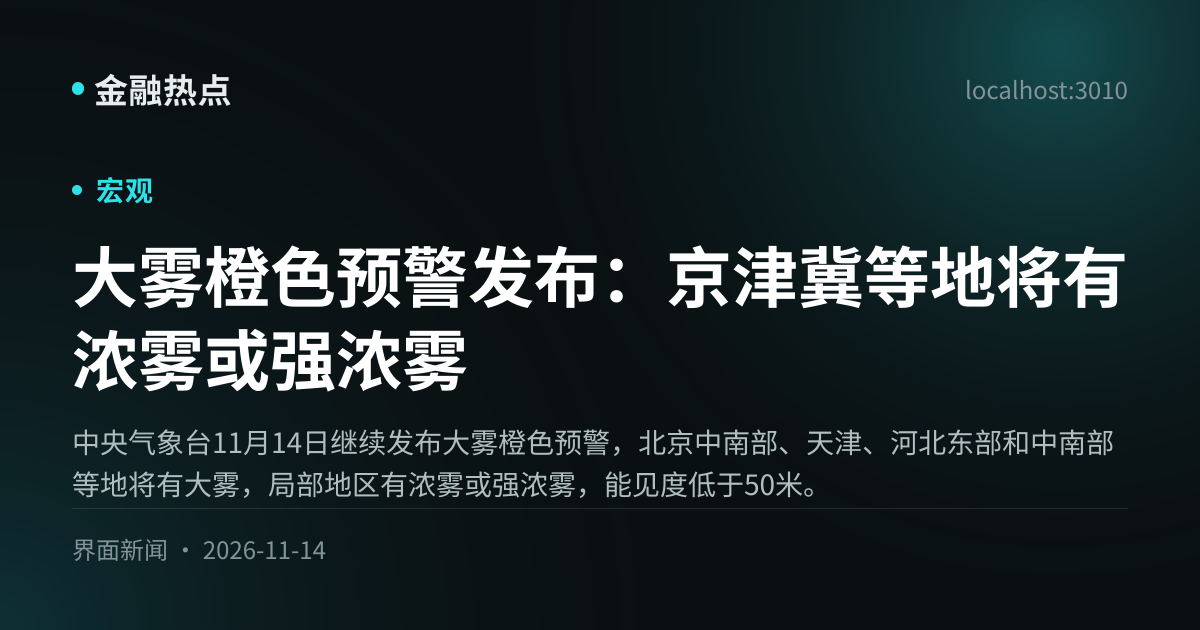 金融热点
localhost:3010
宏观
大雾橙色预警发布：京津冀等地将有
浓雾或强浓雾
中央气象台11月14日继续发布大雾橙色预警，北京中南部、天津、河北东部和中南部
等地将有大雾，局部地区有浓雾或强浓雾，能见度低于50米。
界面新闻 • 2026-11-14